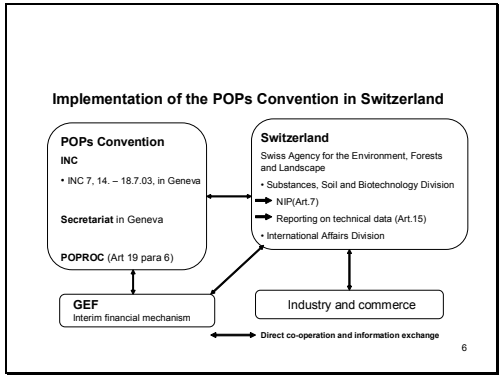 Implementation of the POPs Convention in Switzerland
POPs Convention
INC
• INC 7, 14. – 18.7.03, in Geneva
Secretariat in Geneva
POPROC (Art 19 para 6)
Switzerland
Swiss Agency for the Environment, Forests
and Landscape
• Substances, Soil and Biotechnology Division
NIP(Art.7)
Reporting on technical data (Art.15)
• International Affairs Division
GEF
Interim financial mechanism
Industry and commerce
Direct co-operation and information exchange
6